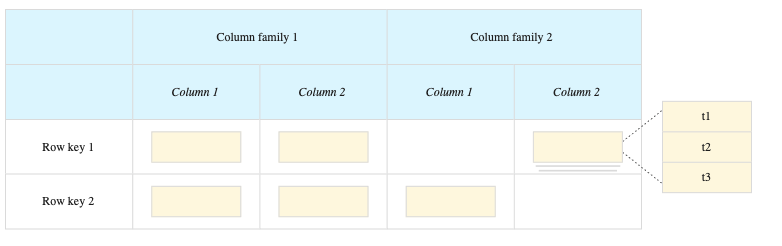 Column family 1
Column family 2
Column 1
Column 2
Column 1
Column 2
Row key 1
t1
t2
t3
Row key 2